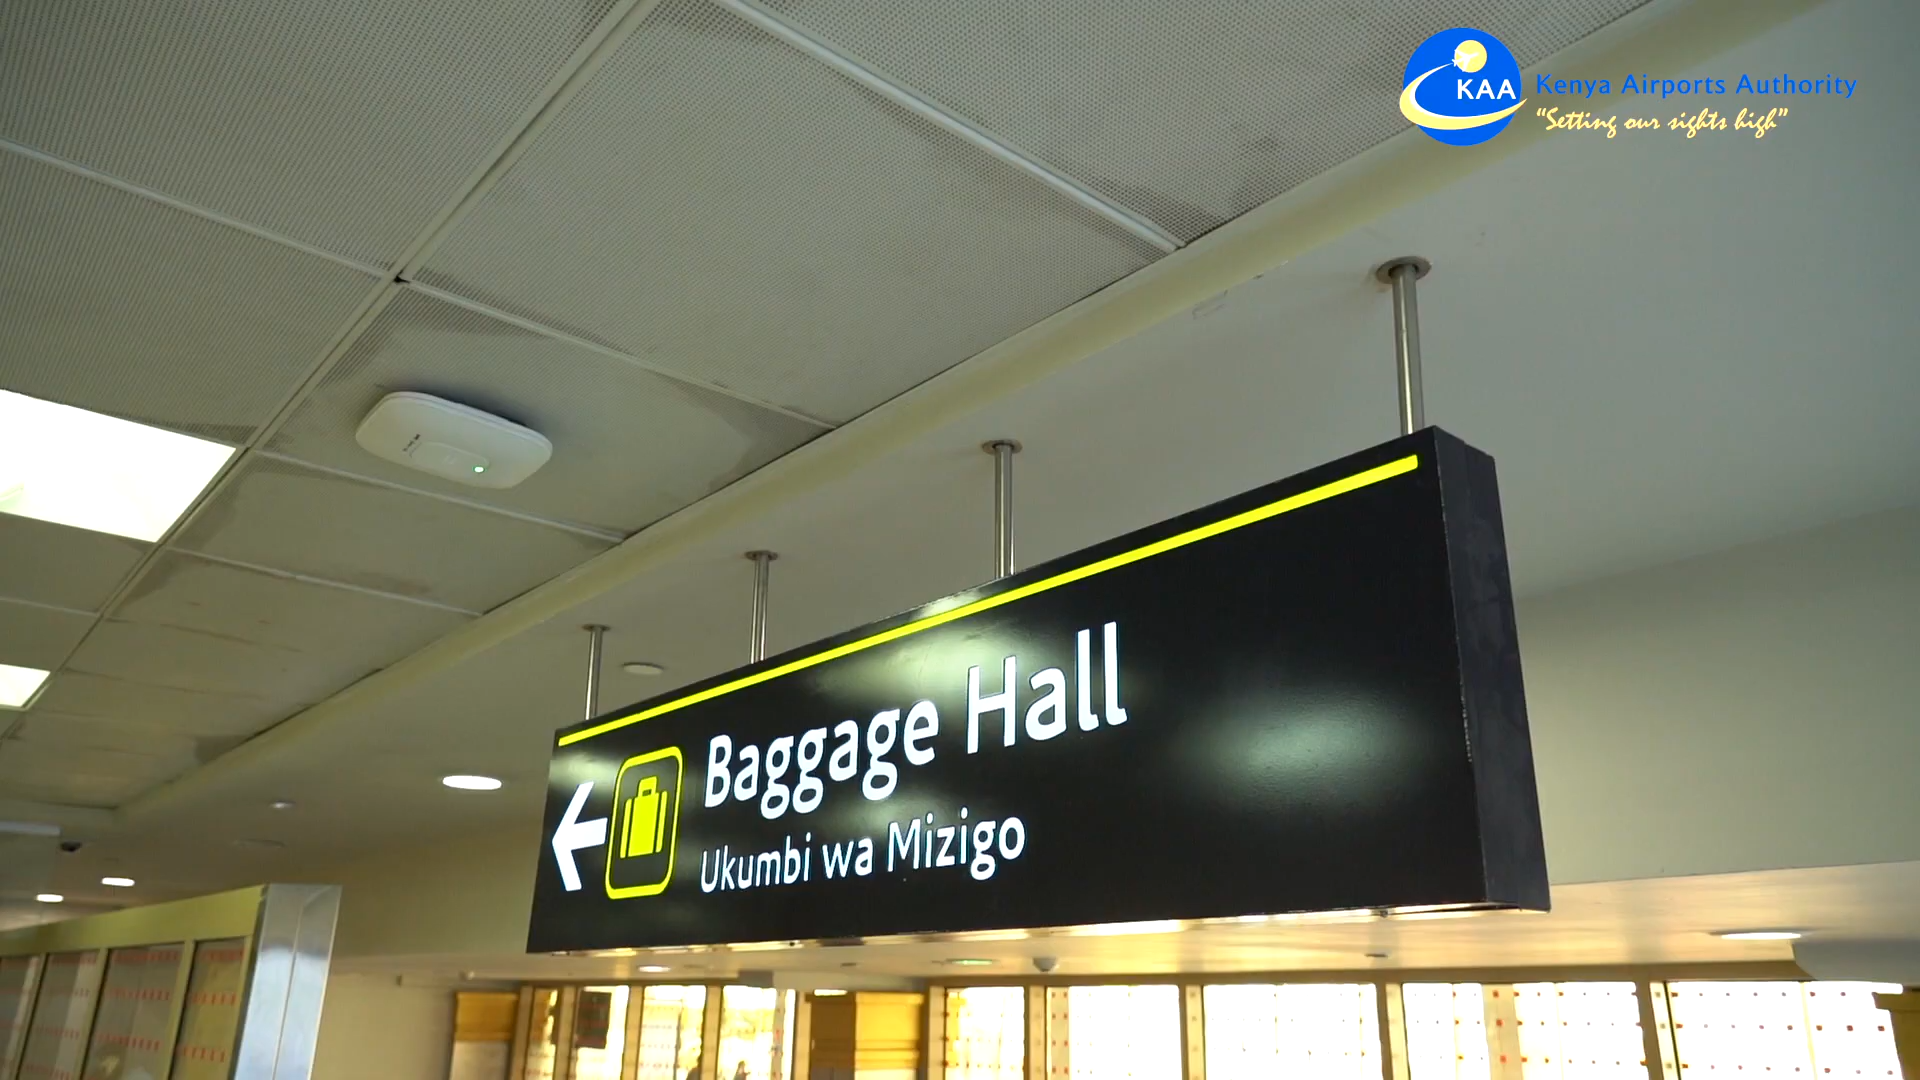 KAA
Kenya Airports Authority
“Setting our sights high”
Baggage Hall
Ukumbi wa Mizigo